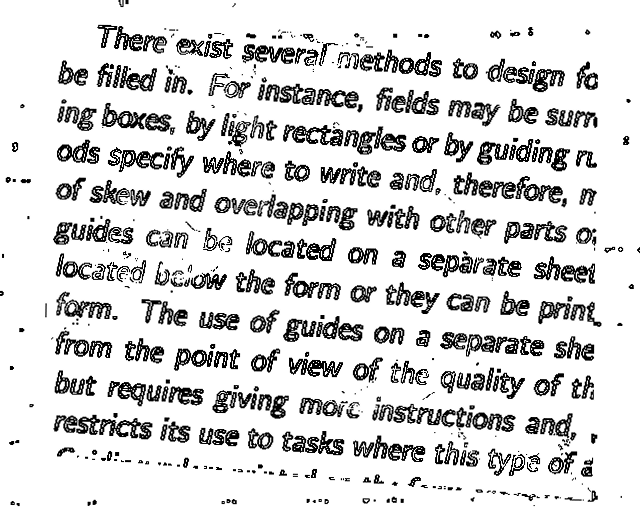 There exist several methods to design fo
be filled in. For instance, fields may be surr
ing boxes, by light rectangles or by guiding ru
ods specify where to write and, therefore, m
of skew and overlapping with other parts of
guides can be located on a separate sheet
located below the form or they can be print
form. The use of guides on a separate she
from the point of view of the quality of th
but requires giving more instructions and,
restricts its use to tasks where this type of a